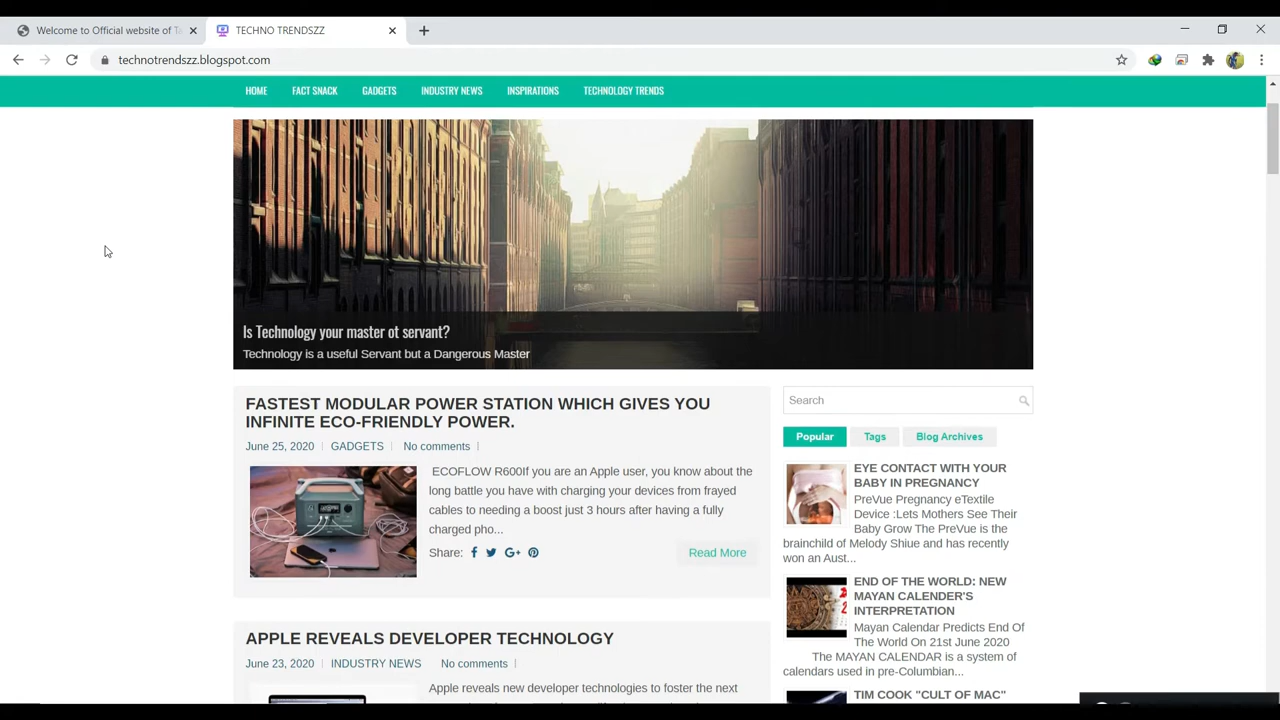 Welcome to Official website of T
TECHNO TRENDSZZ
technotrendszz.blogspot.com
HOME FACT SNACK GADGETS INDUSTRY NEWS INSPIRATIONS TECHNOLOGY TRENDS
Is Technology your master ot servant?
Technology is a useful Servant but a Dangerous Master
FASTEST MODULAR POWER STATION WHICH GIVES YOU
INFINITE ECO-FRIENDLY POWER.
June 25, 2020 GADGETS No comments
ECOFLOW R600If you are an Apple user, you know about the
long battle you have with charging your devices from frayed
cables to needing a boost just 3 hours after having a fully
charged pho...
Share:
Read More
APPLE REVEALS DEVELOPER TECHNOLOGY
June 23, 2020 INDUSTRY NEWS No comments
Apple reveals new developer technologies to foster the next
Search
Popular Tags Blog Archives
EYE CONTACT WITH YOUR
BABY IN PREGNANCY
PreVue Pregnancy eTextile
Device :Lets Mothers See Their
Baby Grow The PreVue is the
brainchild of Melody Shiue and has recently
won an Aust...
END OF THE WORLD: NEW
MAYAN CALENDER'S
INTERPRETATION
Mayan Calendar Predicts End Of
The World On 21st June 2020
The MAYAN CALENDAR is a system of
calendars used in pre-Columbian...
TIM COOK "CULT OF MAC"